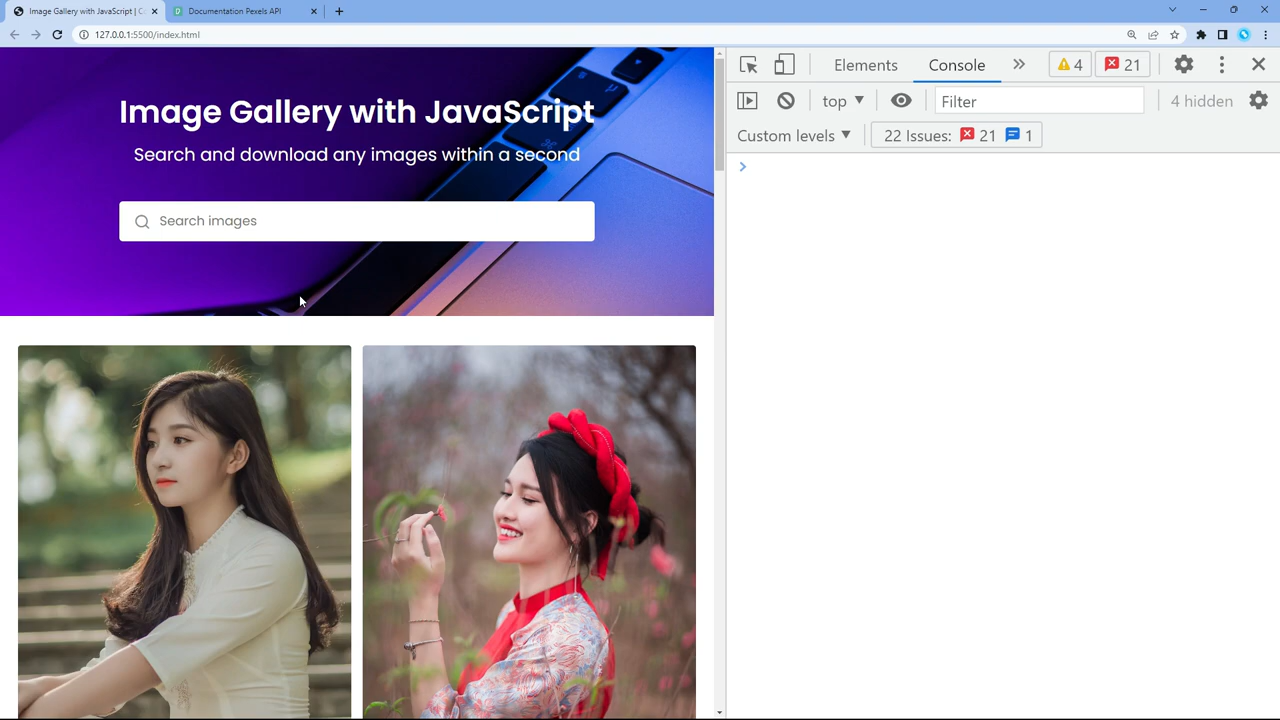 Image Gallery with JavaScript | C
Documentation Pexels API
127.0.0.1:5500/index.html
Image Gallery with JavaScript
Search and download any images within a second
Search images
Elements
Console
4
21
top
Filter
4 hidden
Custom levels
22 Issues:
21
1